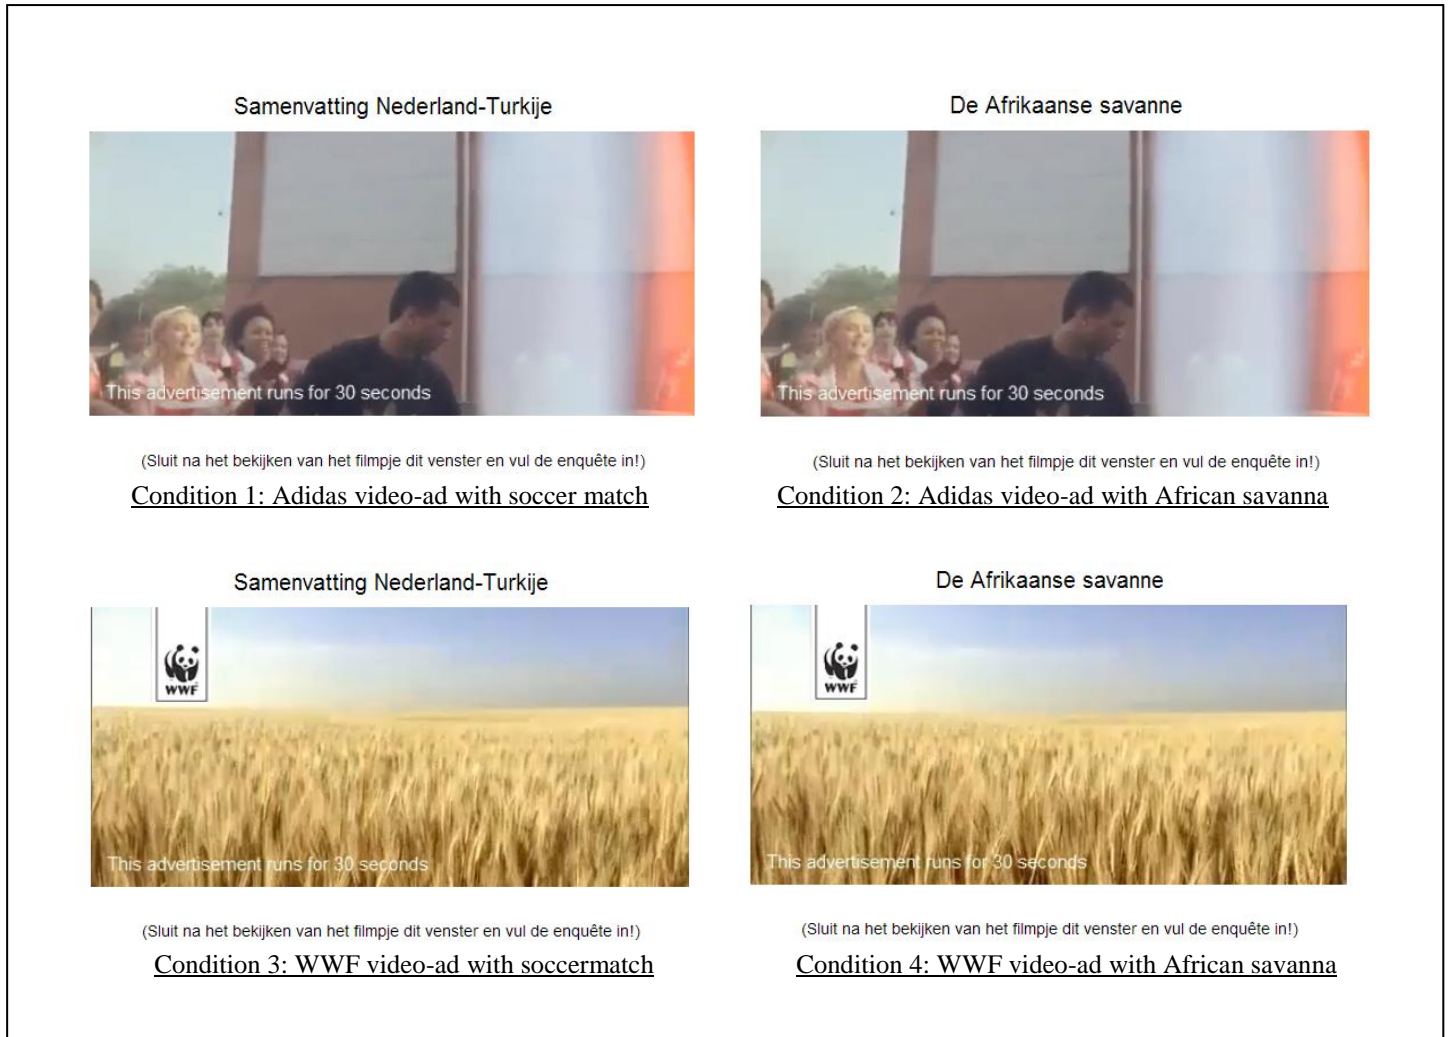 Samenvatting Nederland-Turkije
This advertisement runs for 30 seconds
(Sluit na het bekijken van het filmpje dit venster en vul de enquête in!)
Condition 1: Adidas video-ad with soccer match
De Afrikaanse savanne
This advertisement runs for 30 seconds
(Sluit na het bekijken van het filmpje dit venster en vul de enquête in!)
Condition 2: Adidas video-ad with African savanna
Samenvatting Nederland-Turkije
WWF
This advertisement runs for 30 seconds
(Sluit na het bekijken van het filmpje dit venster en vul de enquête in!)
Condition 3: WWF video-ad with soccermatch
De Afrikaanse savanne
WWF
This advertisement runs for 30 seconds
(Sluit na het bekijken van het filmpje dit venster en vul de enquête in!)
Condition 4: WWF video-ad with African savanna